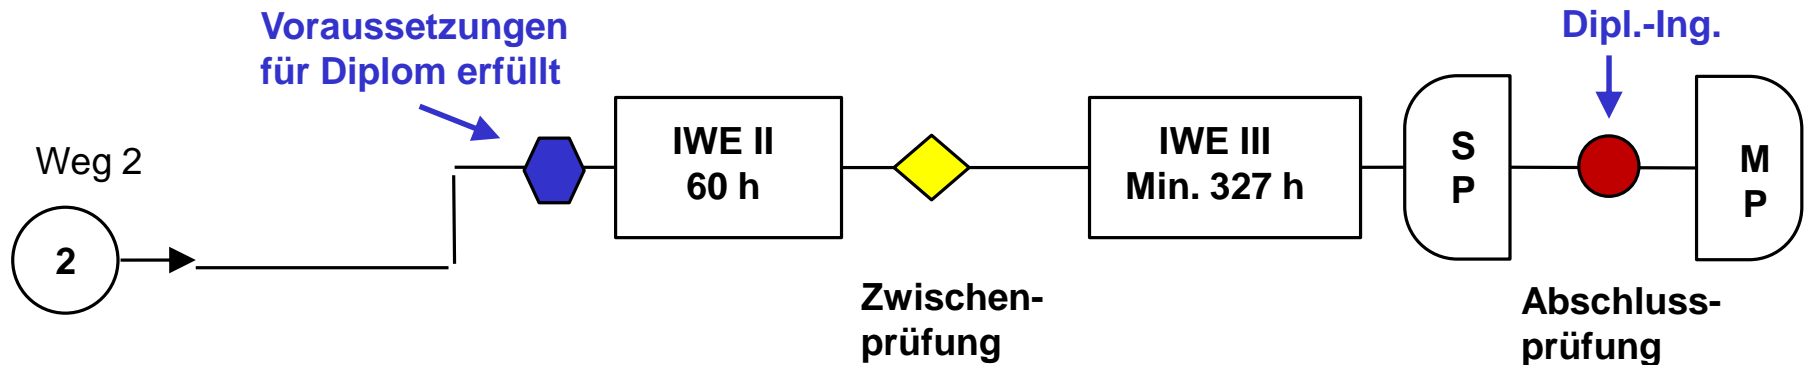 Voraussetzungen
für Diplom erfüllt
Dipl.-Ing.
Weg 2
2
IWE II
60 h
IWE III
Min. 327 h
S
P
M
P
Zwischen-
prüfung
Abschluss-
prüfung